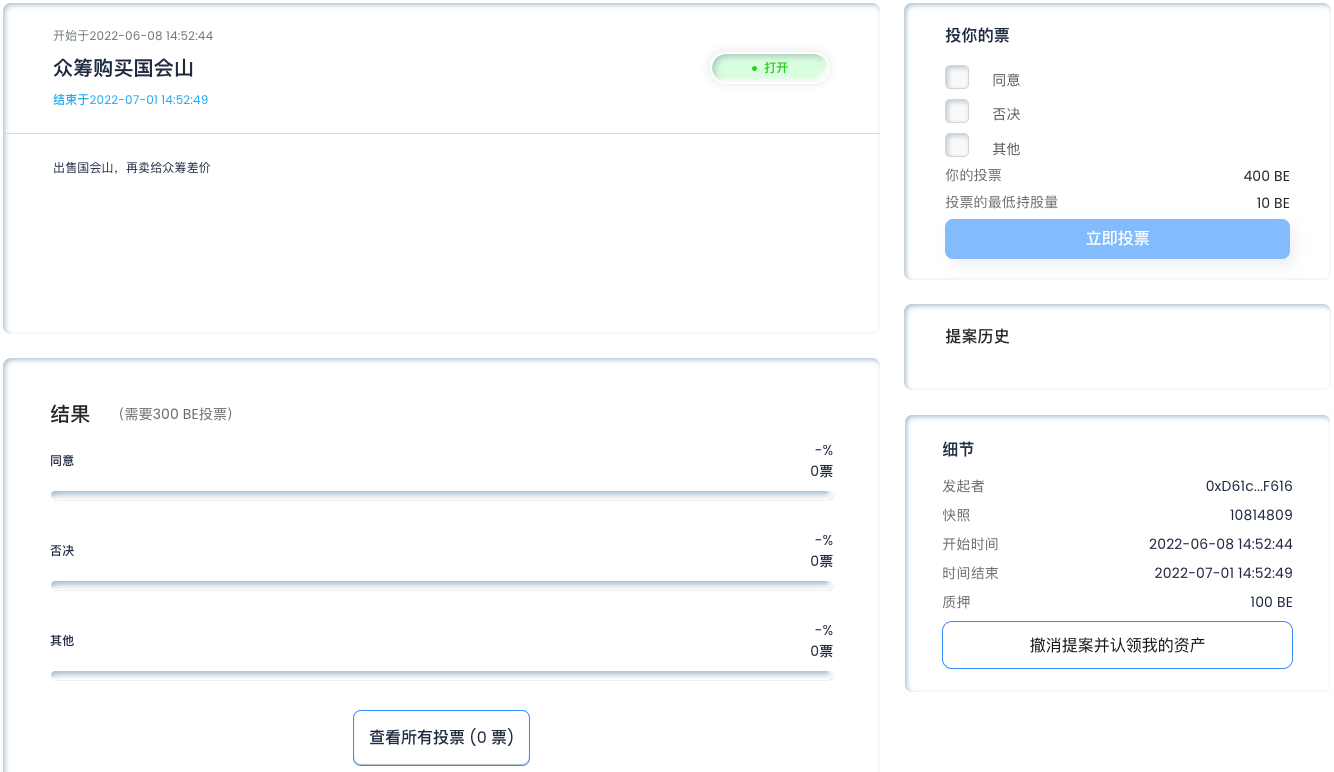 开始于2022-06-08 14:52:44
众筹购买国会山
• 打开
结束于2022-07-01 14:52:49
出售国会山，再卖给众筹差价
结果 （需要300 BE投票）
同意 -%
0票
否决 -%
0票
其他 -%
0票
查看所有投票 (0 票)
投你的票
同意
否决
其他
你的投票 400 BE
投票的最低持股量 10 BE
立即投票
提案历史
细节
发起者 0xD61c...F616
快照 10814809
开始时间 2022-06-08 14:52:44
时间结束 2022-07-01 14:52:49
质押 100 BE
撤消提案并认领我的资产